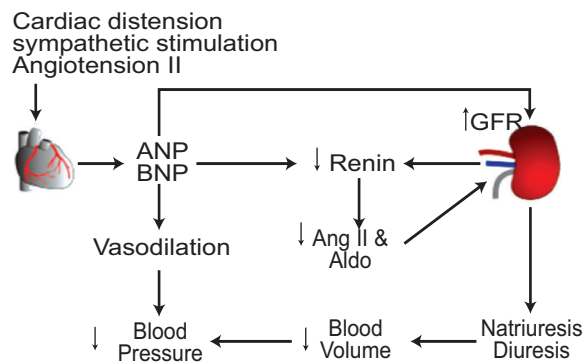 Cardiac distension
sympathetic stimulation
Angiotension II
↑GFR
ANP
BNP
↓ Renin
Vasodilation
↓ Ang II &
Aldo
↓ Blood
Pressure
↓ Blood
Volume
Natriuresis
Diuresis